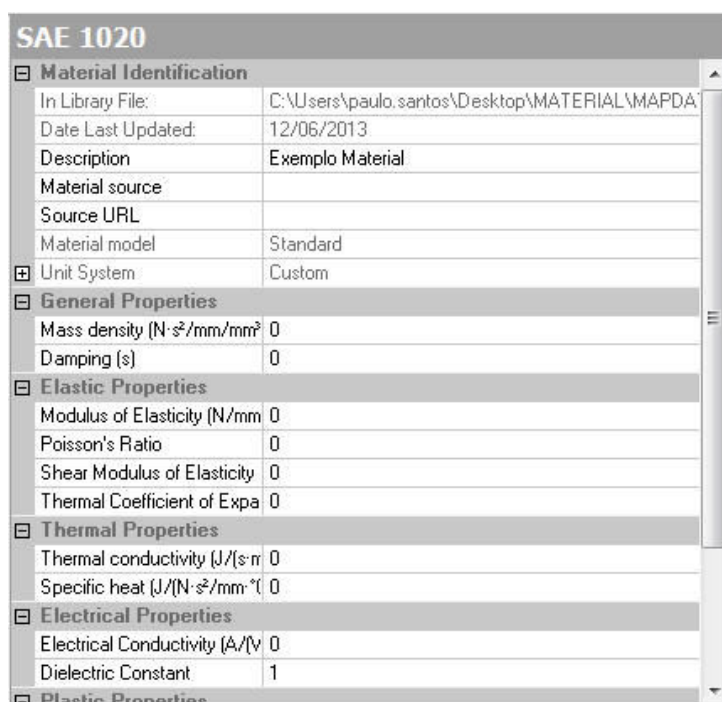 SAE 1020
Material Identification
In Library File: C:\Users\paulo.santos\Desktop\MATERIAL\MAPDA
Date Last Updated: 12/06/2013
Description Exemplo Material
Material source
Source URL
Material model Standard
Unit System Custom
General Properties
Mass density (N·s²/mm/mm³ 0
Damping (s) 0
Elastic Properties
Modulus of Elasticity (N/mm 0
Poisson's Ratio 0
Shear Modulus of Elasticity 0
Thermal Coefficient of Expa 0
Thermal Properties
Thermal conductivity (J/(s·m 0
Specific heat (J/(N·s²/mm·°( 0
Electrical Properties
Electrical Conductivity (A/(V 0
Dielectric Constant 1
Plastic Properties